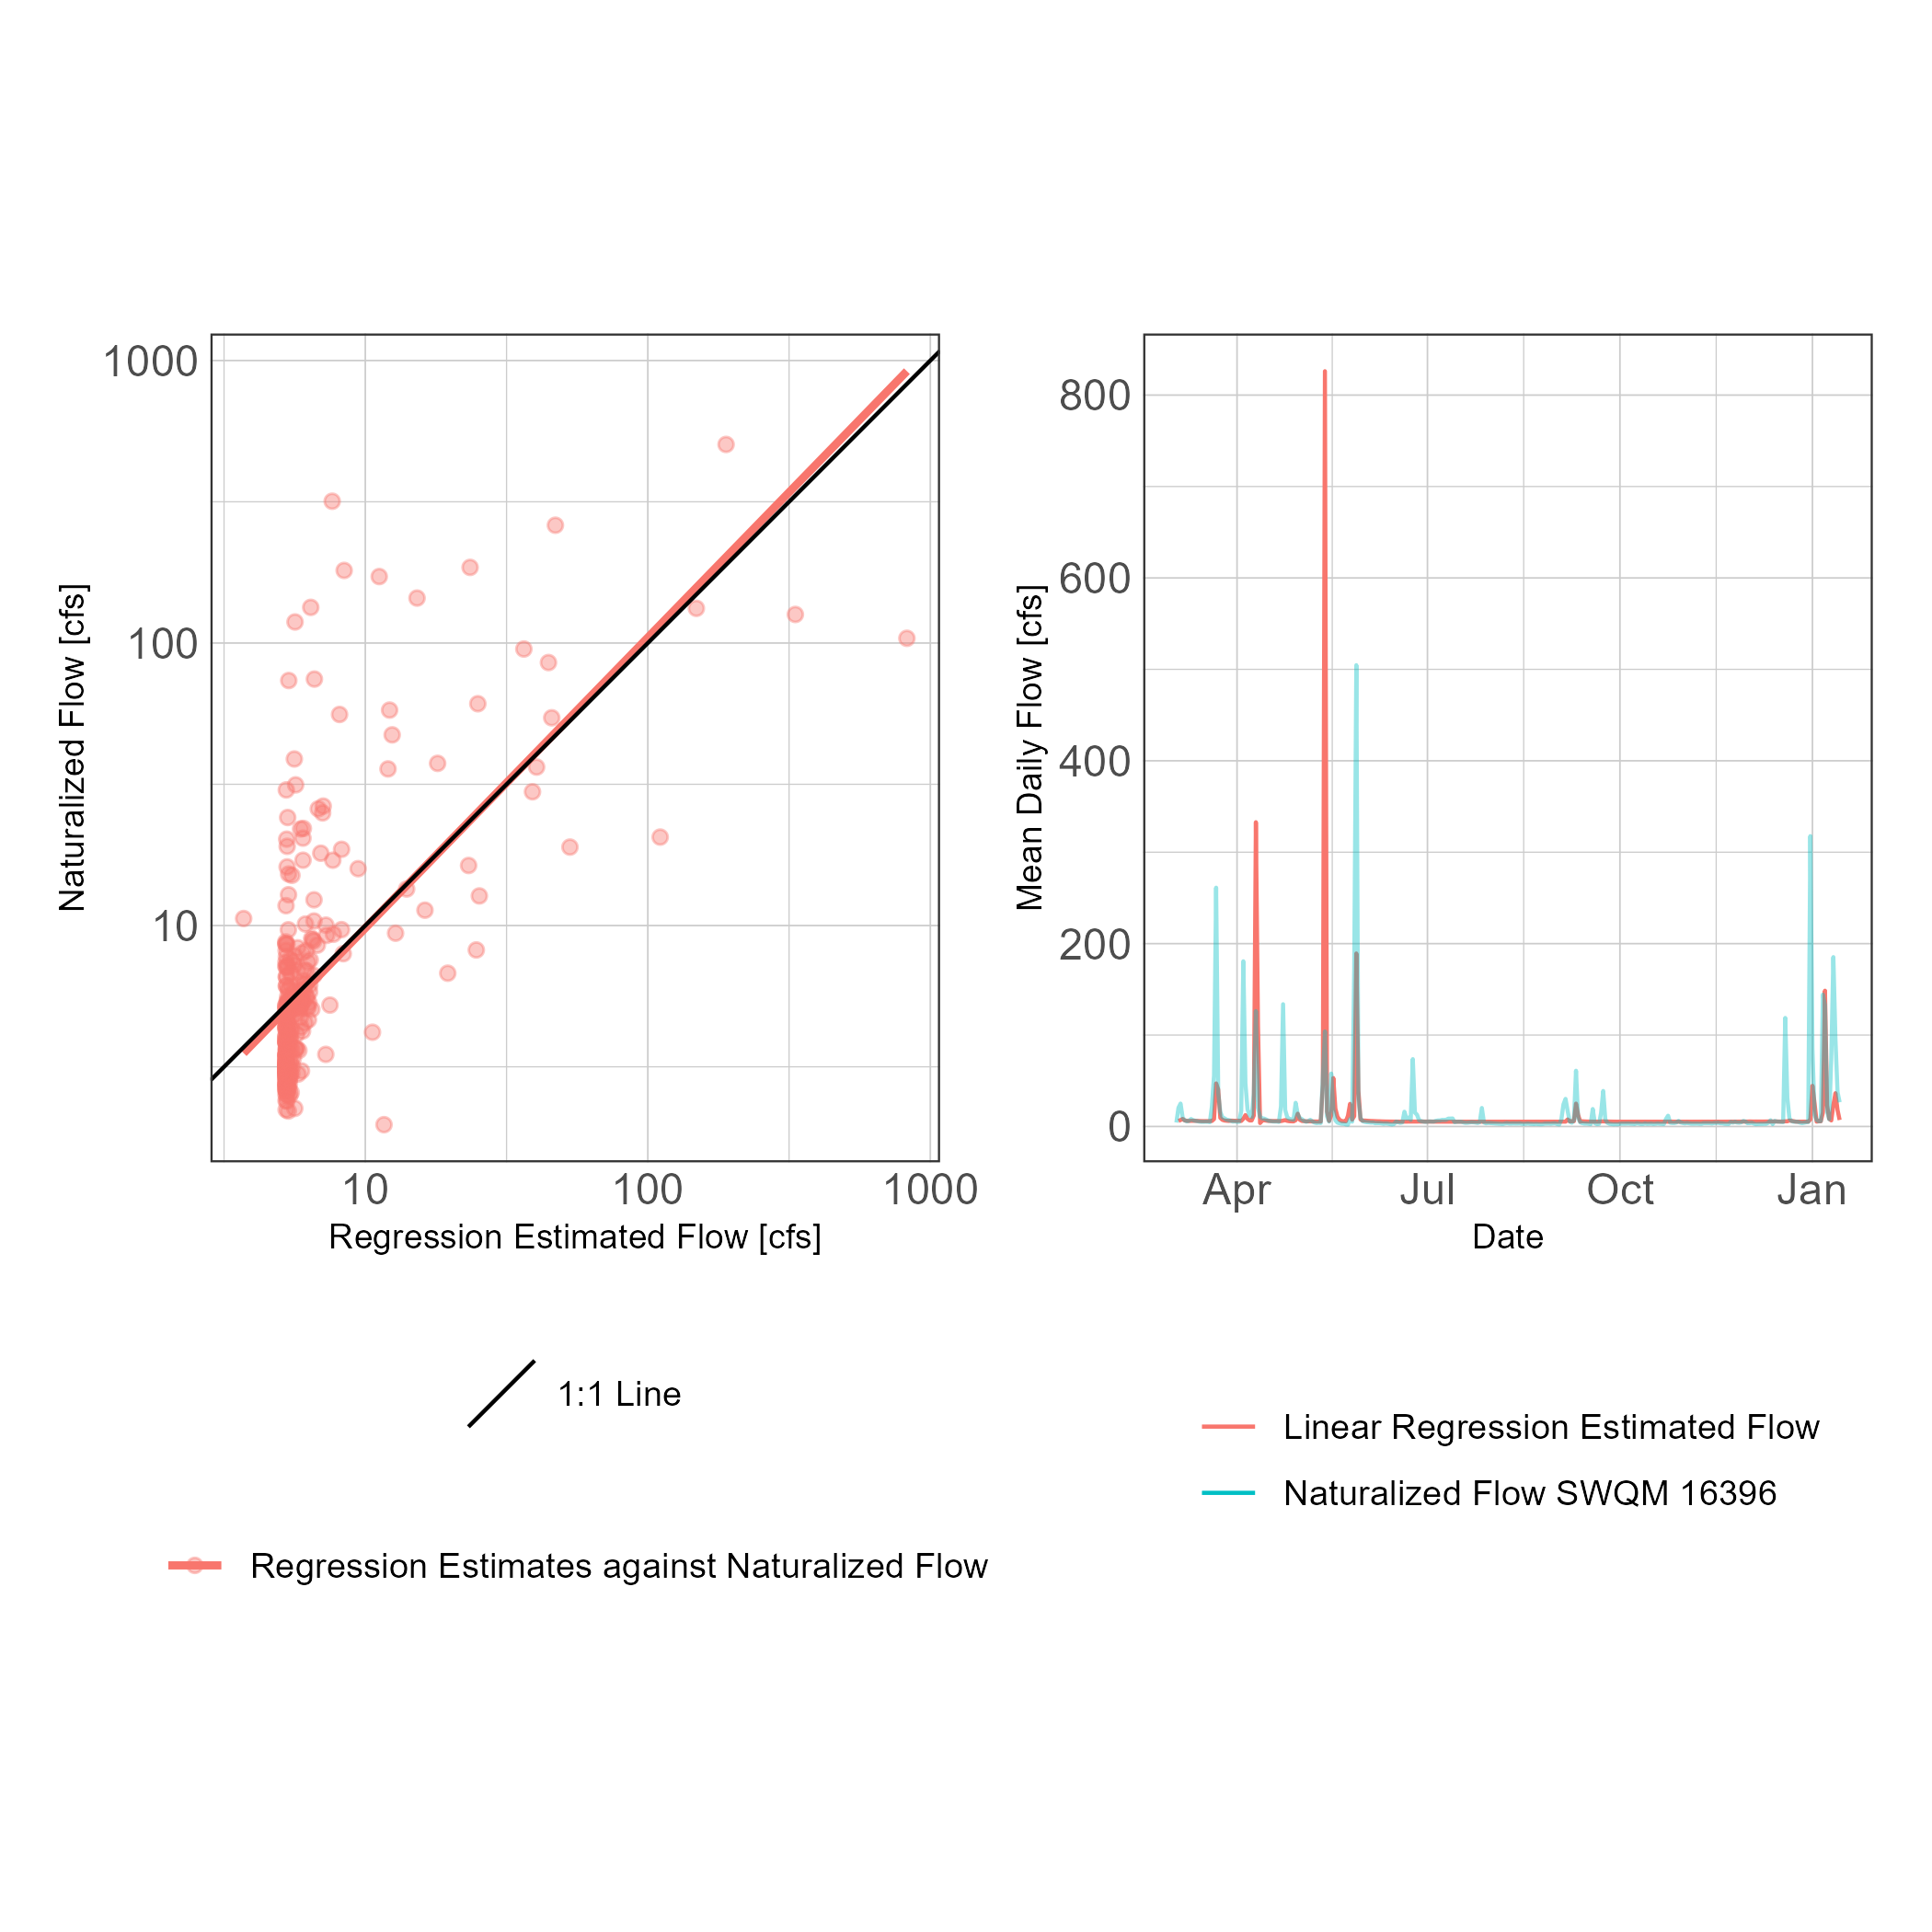 1000
100
10
Naturalized Flow [cfs]
10 100 1000
Regression Estimated Flow [cfs]
1:1 Line
Regression Estimates against Naturalized Flow
800
600
400
200
0
Mean Daily Flow [cfs]
Apr Jul Oct Jan
Date
Linear Regression Estimated Flow
Naturalized Flow SWQM 16396